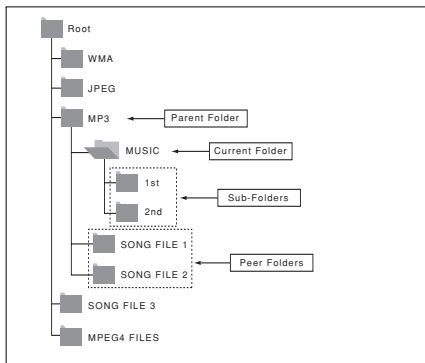 Root
WMA
JPEG
MP3
Parent Folder
MUSIC
Current Folder
1st
Sub-Folders
2nd
SONG FILE 1
Peer Folders
SONG FILE 2
SONG FILE 3
MPEG4 FILES